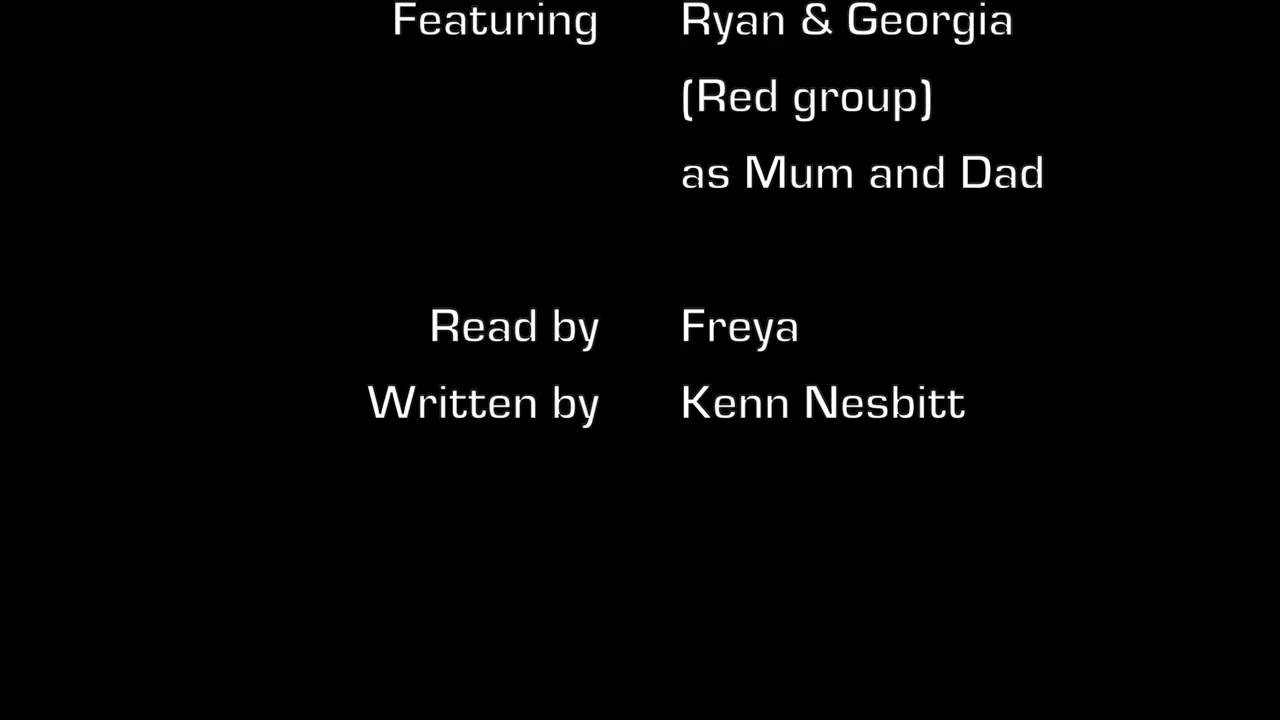 Featuring Ryan & Georgia
(Red group)
as Mum and Dad
Read by Freya
Written by Kenn Nesbitt